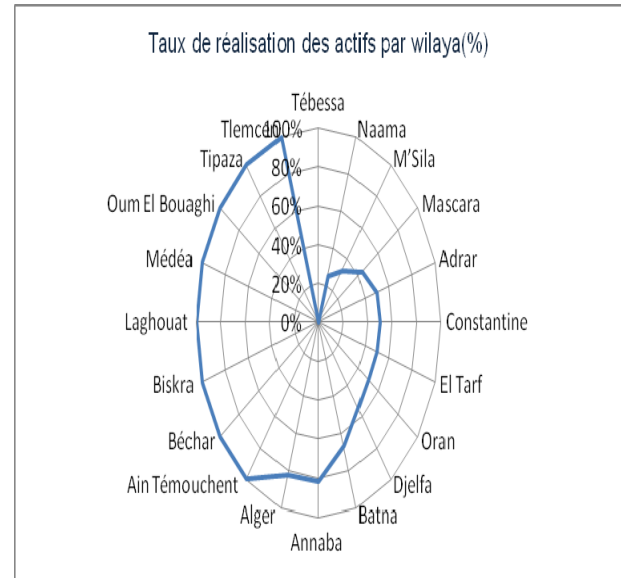 Taux de réalisation des actifs par wilaya(%)
Tébessa
Naama
M'Sila
Mascara
Adrar
Constantine
El Tarf
Oran
Djelfa
Batna
Annaba
Alger
Ain Témouchent
Béchar
Biskra
Laghouat
Médéa
Oum El Bouaghi
Tipaza
Tlemcen
100%
80%
60%
40%
20%
0%